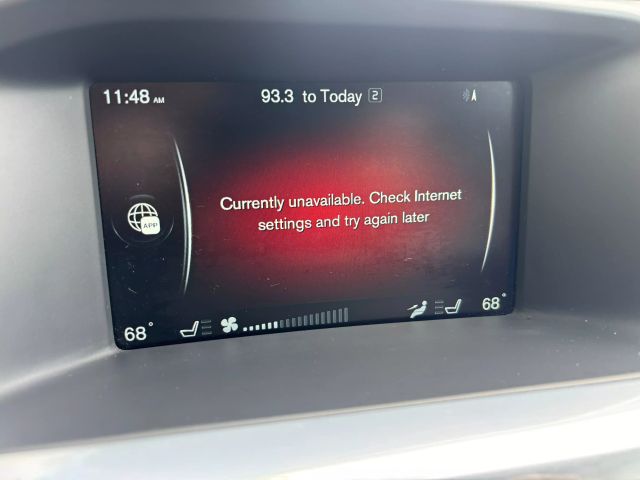 11:48 AM
93.3 to Today 2
Currently unavailable. Check Internet
settings and try again later
APP
68°
68°